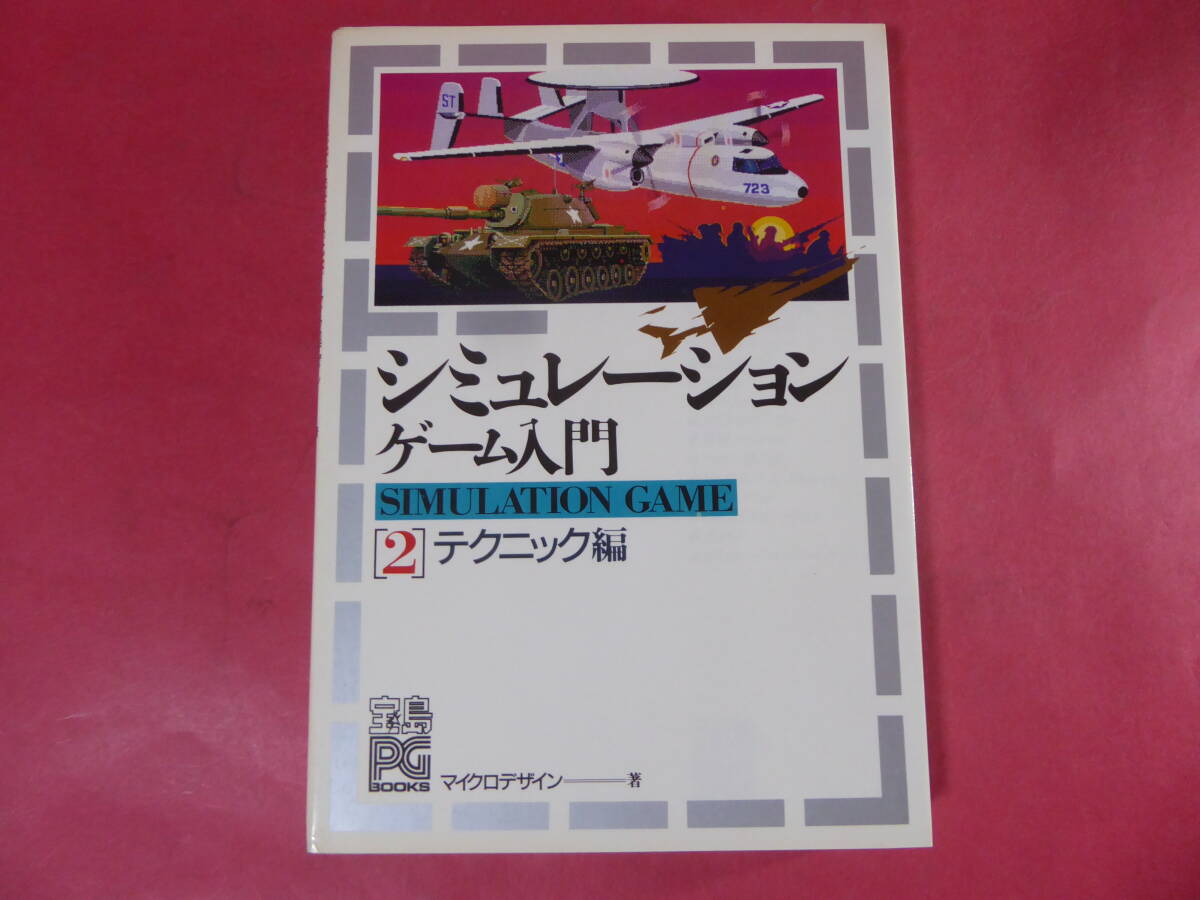 ST
723
シミュレーション
ゲーム入門
SIMULATION GAME
[2]テクニック編
宝島
PG
BOOKS
マイクロデザイン――著